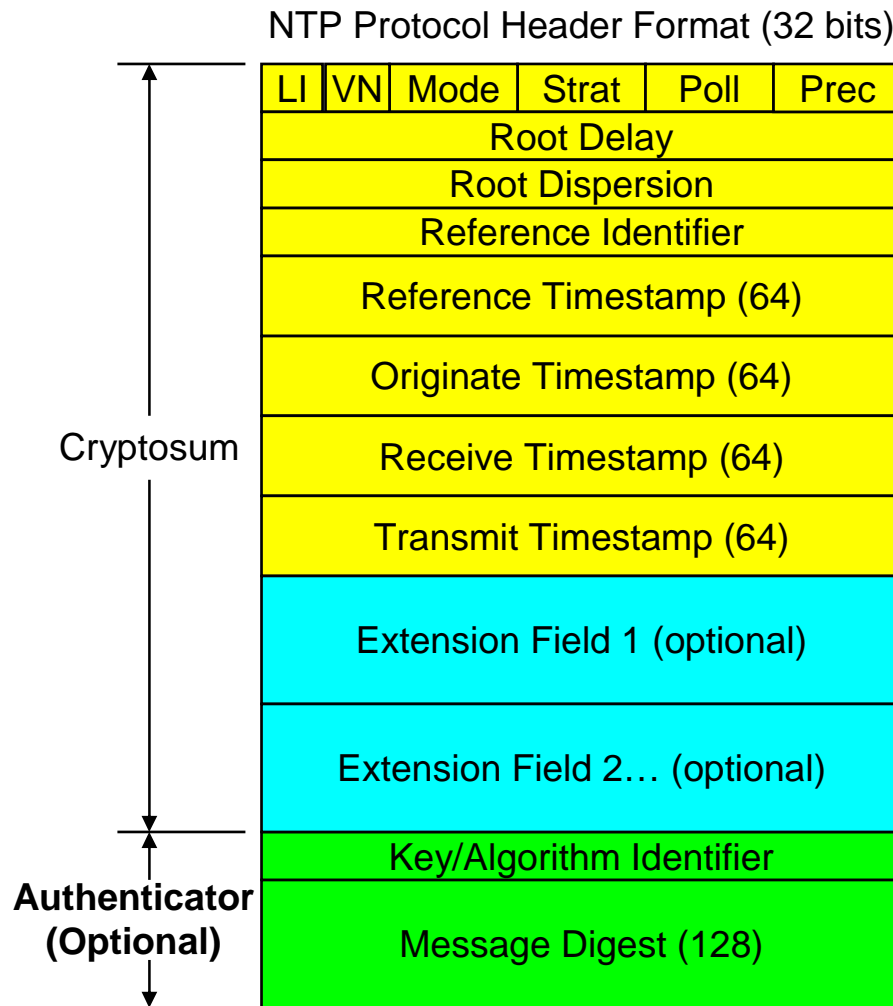 NTP Protocol Header Format (32 bits)
LI VN Mode Strat Poll Prec
Root Delay
Root Dispersion
Reference Identifier
Reference Timestamp (64)
Originate Timestamp (64)
Cryptosum
Receive Timestamp (64)
Transmit Timestamp (64)
Extension Field 1 (optional)
Extension Field 2… (optional)
Key/Algorithm Identifier
Authenticator
(Optional)
Message Digest (128)